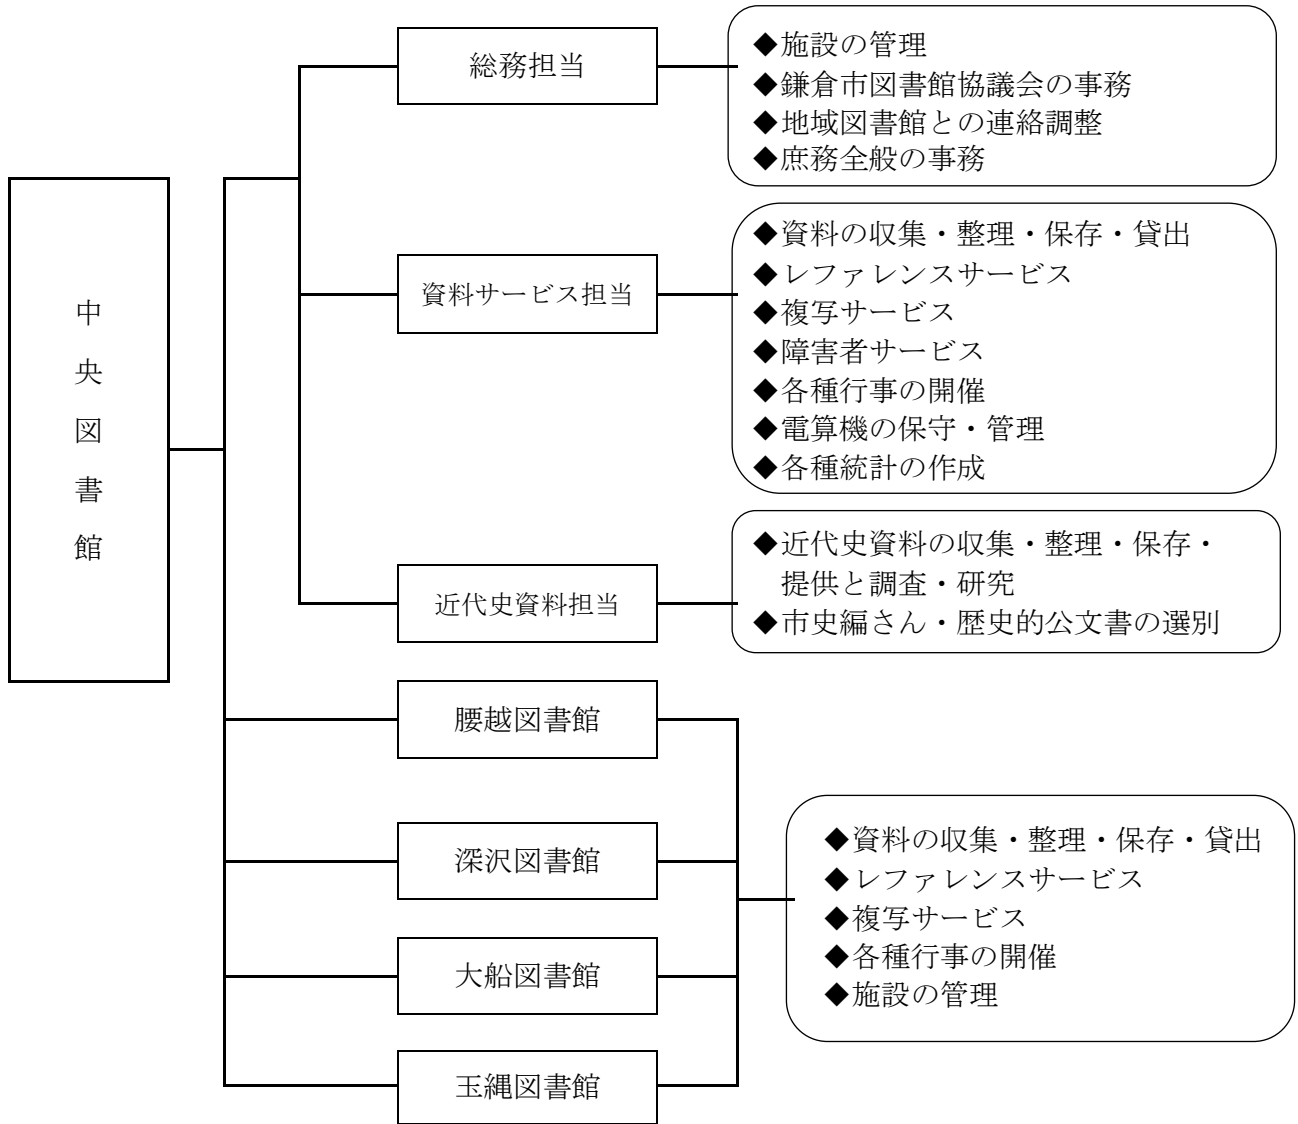 中央図書館
総務担当
◆施設の管理
◆鎌倉市図書館協議会の事務
◆地域図書館との連絡調整
◆庶務全般の事務
資料サービス担当
◆資料の収集・整理・保存・貸出
◆レファレンスサービス
◆複写サービス
◆障害者サービス
◆各種行事の開催
◆電算機の保守・管理
◆各種統計の作成
近代史資料担当
◆近代史資料の収集・整理・保存・
提供と調査・研究
◆市史編さん・歴史的公文書の選別
腰越図書館
深沢図書館
大船図書館
玉縄図書館
◆資料の収集・整理・保存・貸出
◆レファレンスサービス
◆複写サービス
◆各種行事の開催
◆施設の管理